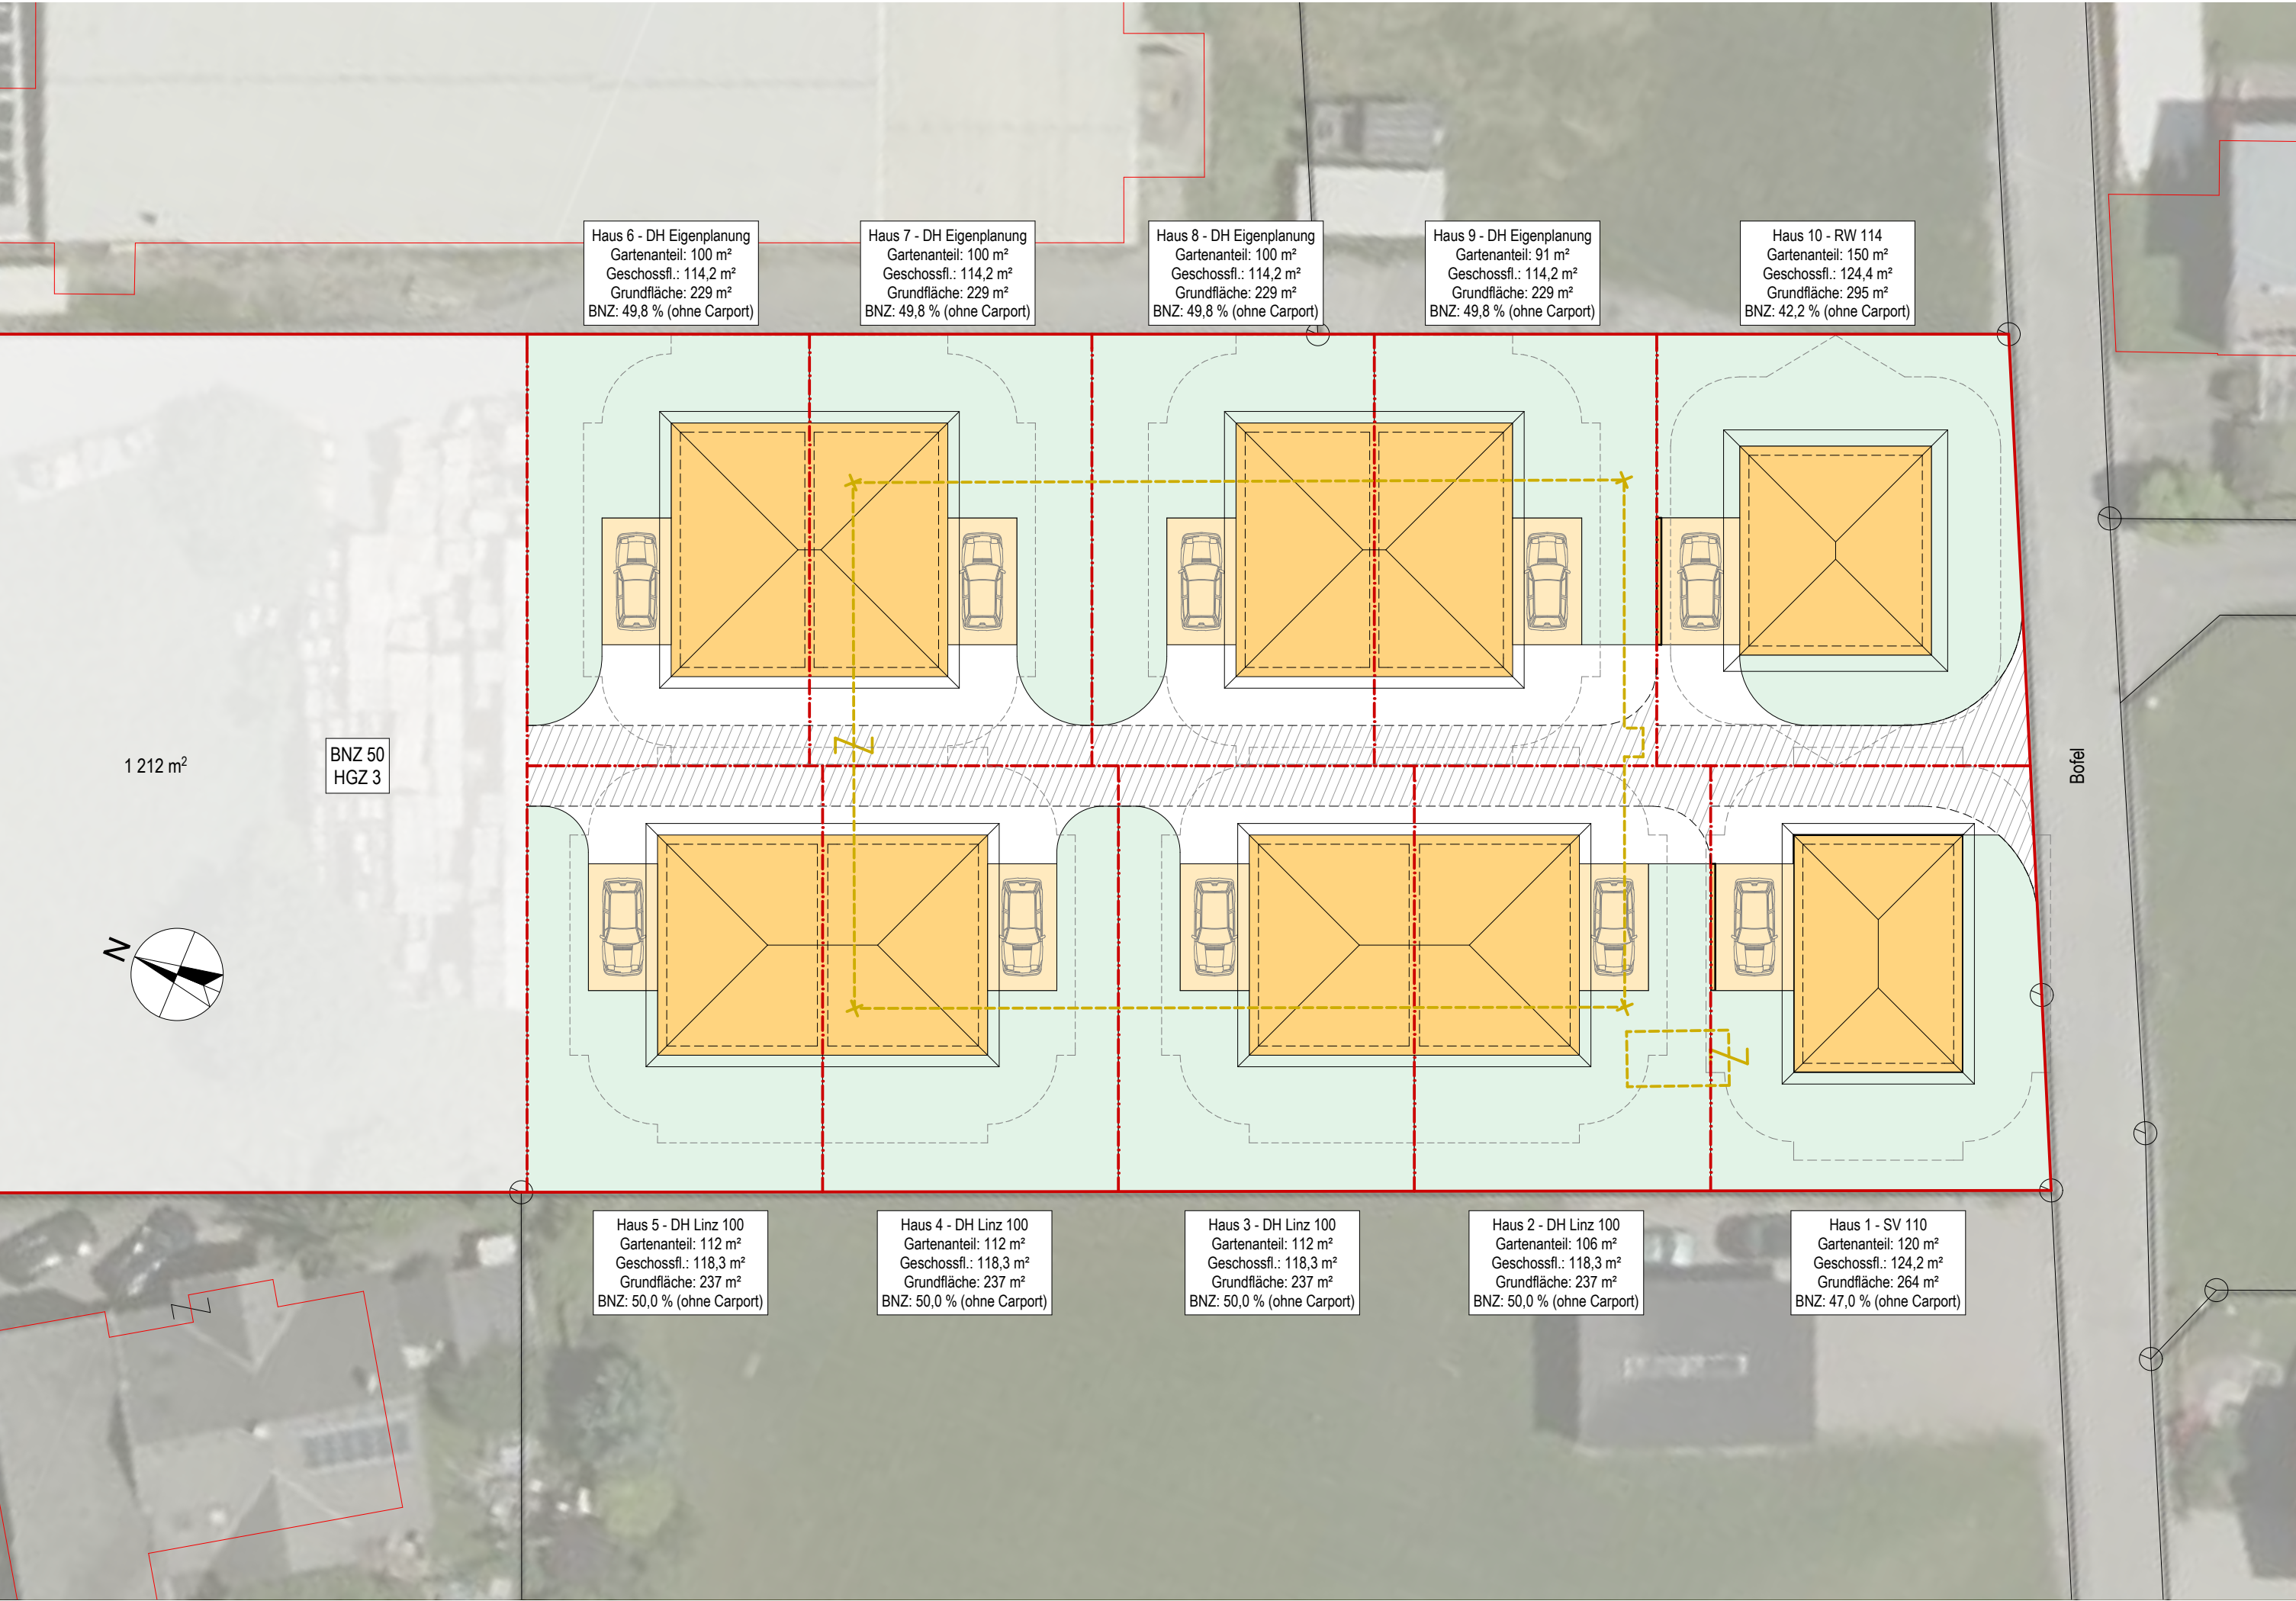 Haus 6 - DH Eigenplanung
Gartenanteil: 100 m²
Geschossfl.: 114,2 m²
Grundfläche: 229 m²
BNZ: 49,8 % (ohne Carport)
Haus 7 - DH Eigenplanung
Gartenanteil: 100 m²
Geschossfl.: 114,2 m²
Grundfläche: 229 m²
BNZ: 49,8 % (ohne Carport)
Haus 8 - DH Eigenplanung
Gartenanteil: 100 m²
Geschossfl.: 114,2 m²
Grundfläche: 229 m²
BNZ: 49,8 % (ohne Carport)
Haus 9 - DH Eigenplanung
Gartenanteil: 91 m²
Geschossfl.: 114,2 m²
Grundfläche: 229 m²
BNZ: 49,8 % (ohne Carport)
Haus 10 - RW 114
Gartenanteil: 150 m²
Geschossfl.: 124,4 m²
Grundfläche: 295 m²
BNZ: 42,2 % (ohne Carport)
1 212 m²
BNZ 50
HGZ 3
Bofel
N
Haus 5 - DH Linz 100
Gartenanteil: 112 m²
Geschossfl.: 118,3 m²
Grundfläche: 237 m²
BNZ: 50,0 % (ohne Carport)
Haus 4 - DH Linz 100
Gartenanteil: 112 m²
Geschossfl.: 118,3 m²
Grundfläche: 237 m²
BNZ: 50,0 % (ohne Carport)
Haus 3 - DH Linz 100
Gartenanteil: 112 m²
Geschossfl.: 118,3 m²
Grundfläche: 237 m²
BNZ: 50,0 % (ohne Carport)
Haus 2 - DH Linz 100
Gartenanteil: 106 m²
Geschossfl.: 118,3 m²
Grundfläche: 237 m²
BNZ: 50,0 % (ohne Carport)
Haus 1 - SV 110
Gartenanteil: 120 m²
Geschossfl.: 124,2 m²
Grundfläche: 264 m²
BNZ: 47,0 % (ohne Carport)